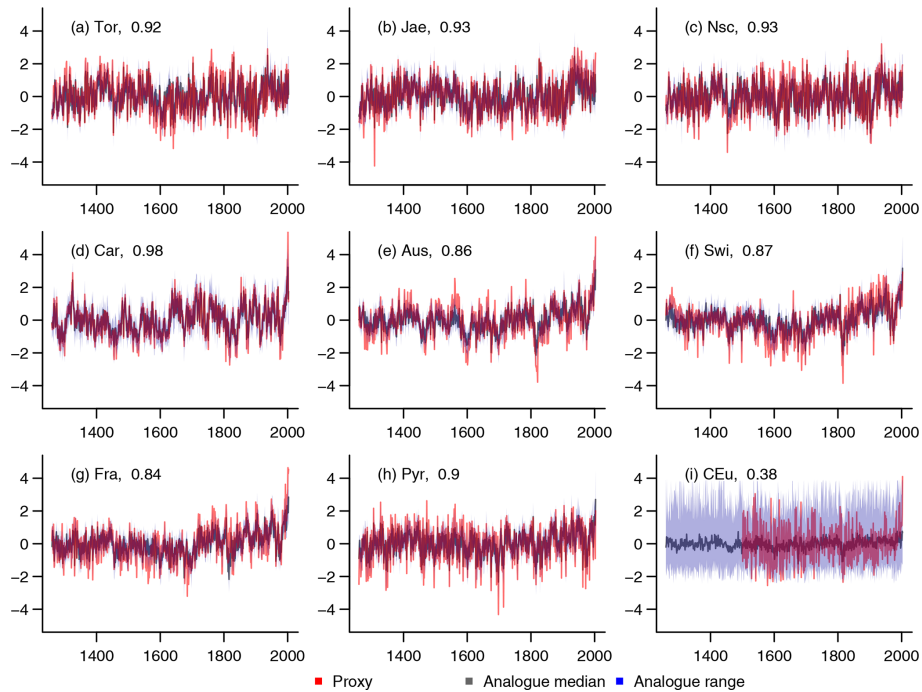 (a) Tor, 0.92
(b) Jae, 0.93
(c) Nsc, 0.93
4
2
0
−2
−4
4
2
0
−2
−4
4
2
0
−2
−4
1400 1600 1800 2000
1400 1600 1800 2000
1400 1600 1800 2000
(d) Car, 0.98
(e) Aus, 0.86
(f) Swi, 0.87
4
2
0
−2
−4
4
2
0
−2
−4
4
2
0
−2
−4
1400 1600 1800 2000
1400 1600 1800 2000
1400 1600 1800 2000
(g) Fra, 0.84
(h) Pyr, 0.9
(i) CEu, 0.38
4
2
0
−2
−4
4
2
0
−2
−4
4
2
0
−2
−4
1400 1600 1800 2000
1400 1600 1800 2000
1400 1600 1800 2000
Proxy Analogue median Analogue range